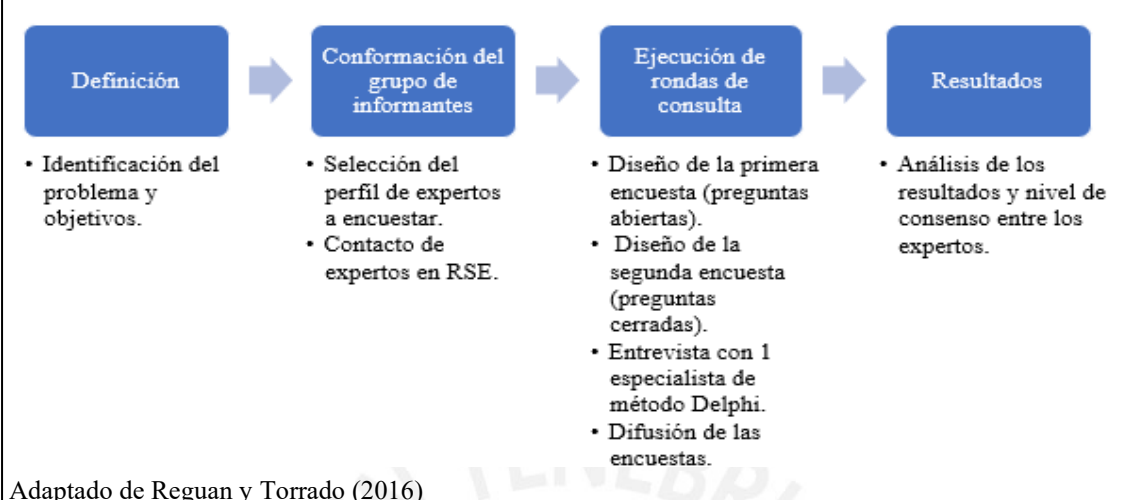 Definición
Conformación del
grupo de
informantes
Ejecución de
rondas de
consulta
Resultados
• Identificación del
problema y
objetivos.
• Selección del
perfil de expertos
a encuestar.
• Contacto de
expertos en RSE.
• Diseño de la primera
encuesta (preguntas
abiertas).
• Diseño de la
segunda encuesta
(preguntas
cerradas).
• Entrevista con 1
especialista de
método Delphi.
• Difusión de las
encuestas.
• Análisis de los
resultados y nivel de
consenso entre los
expertos.
Adaptado de Reguan y Torrado (2016)